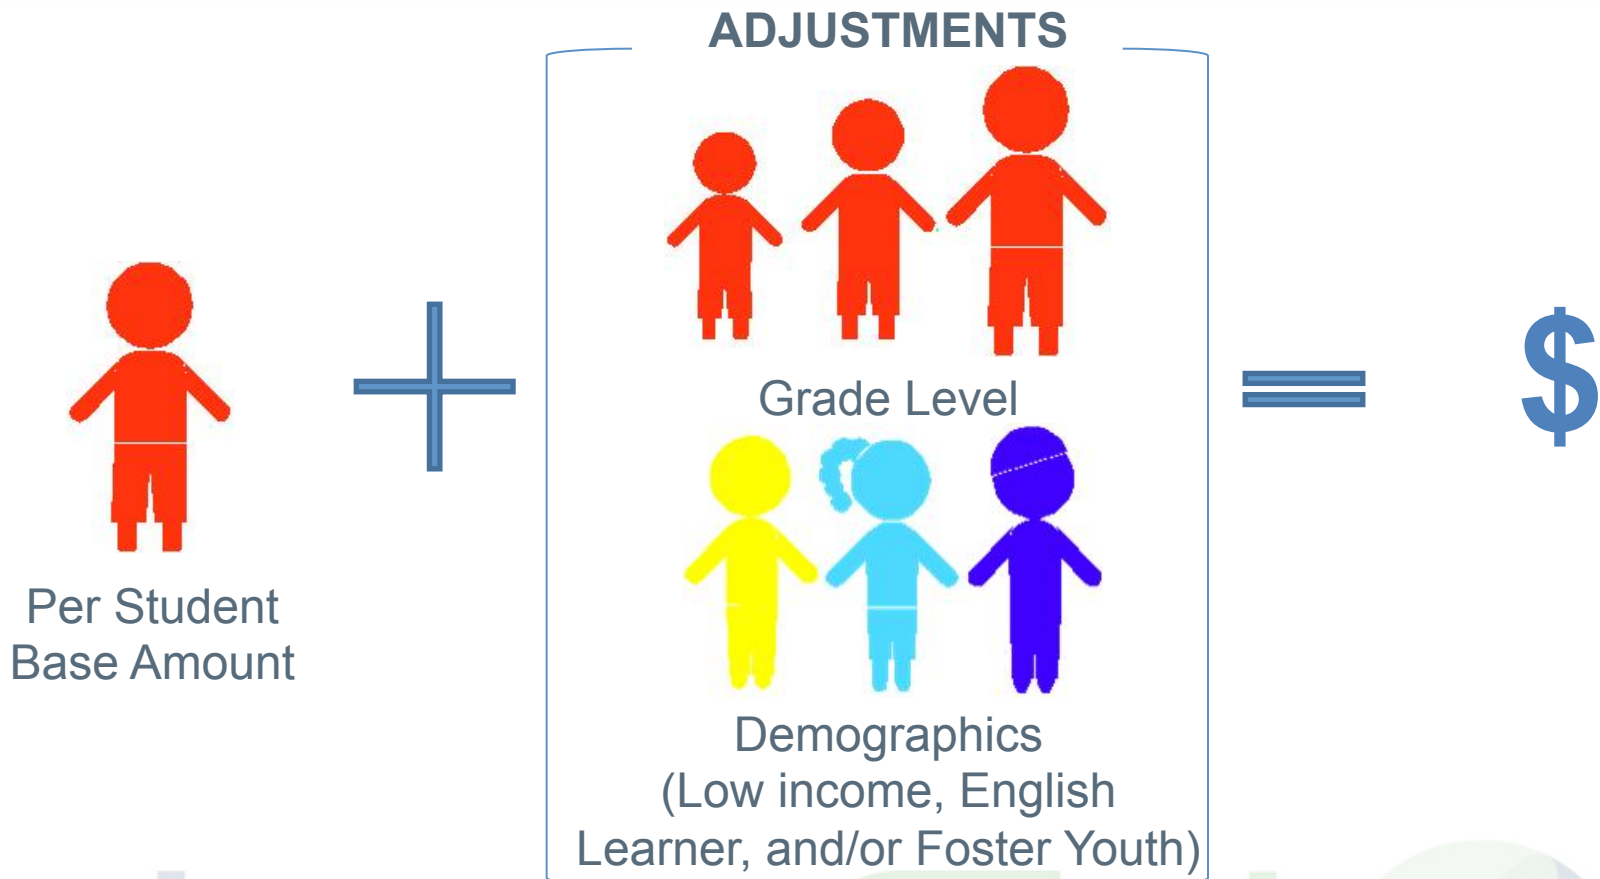 ADJUSTMENTS
Grade Level
$
Per Student
Base Amount
Demographics
(Low income, English
Learner, and/or Foster Youth)